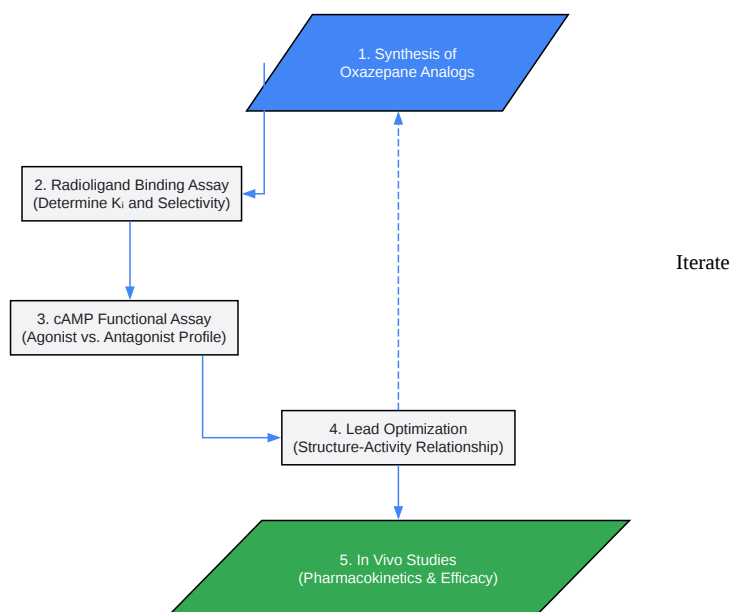 1. Synthesis of
Oxazepane Analogs
2. Radioligand Binding Assay
(Determine Kᵢ and Selectivity)
Iterate
3. cAMP Functional Assay
(Agonist vs. Antagonist Profile)
4. Lead Optimization
(Structure-Activity Relationship)
5. In Vivo Studies
(Pharmacokinetics & Efficacy)